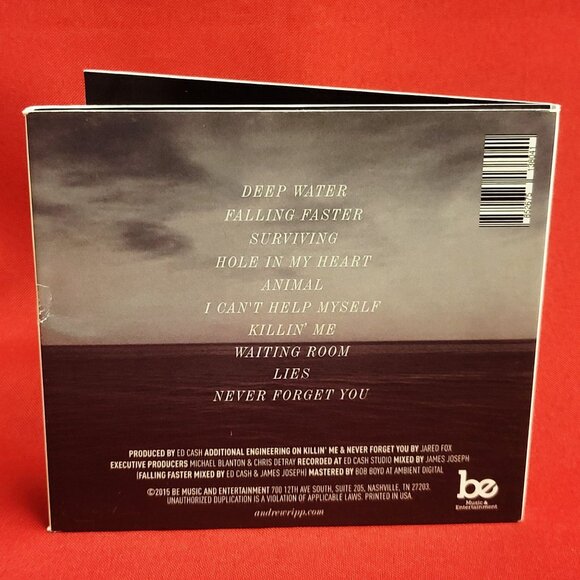 DEEP WATER
FALLING FASTER
SURVIVING
HOLE IN MY HEART
ANIMAL
I CAN'T HELP MYSELF
KILLIN' ME
WAITING ROOM
LIES
NEVER FORGET YOU
PRODUCED BY ED CASH ADDITIONAL ENGINEERING ON KILLIN' ME & NEVER FORGET YOU BY JARED FOX
EXECUTIVE PRODUCERS MICHAEL BLANTON & CHRIS DETRAY RECORDED AT ED CASH STUDIO MIXED BY JAMES JOSEPH
(FALLING FASTER MIXED BY ED CASH & JAMES JOSEPH) MASTERED BY BOB BOYD AT AMBIENT DIGITAL
©2015 BE MUSIC AND ENTERTAINMENT 700 12TH AVE SOUTH, SUITE 205, NASHVILLE, TN 37203.
UNAUTHORIZED DUPLICATION IS A VIOLATION OF APPLICABLE LAWS. PRINTED IN USA.
andrewripp.com
be
Music &
Entertainment